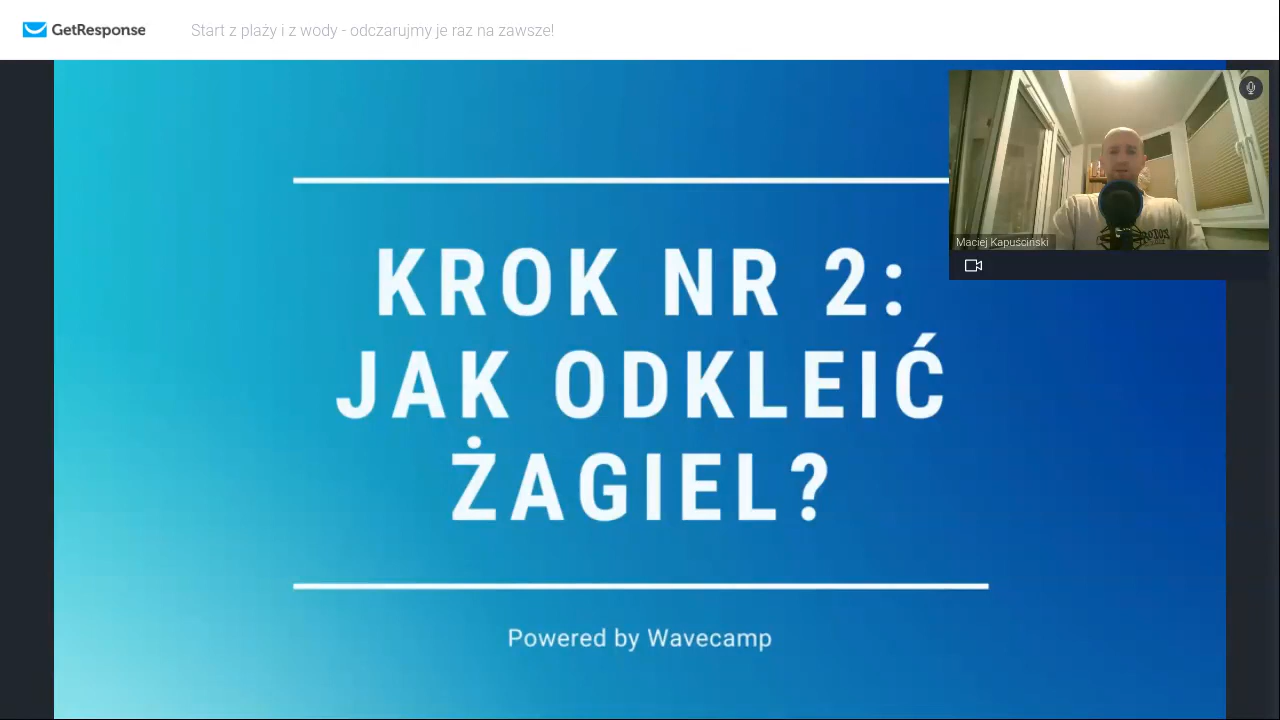 GetResponse
Start z plaży i z wody - odczarujmy je raz na zawsze!
Maciej Kapuściński
KROK NR 2:
JAK ODKLEIĆ
ŻAGIEL?
Powered by Wavecamp